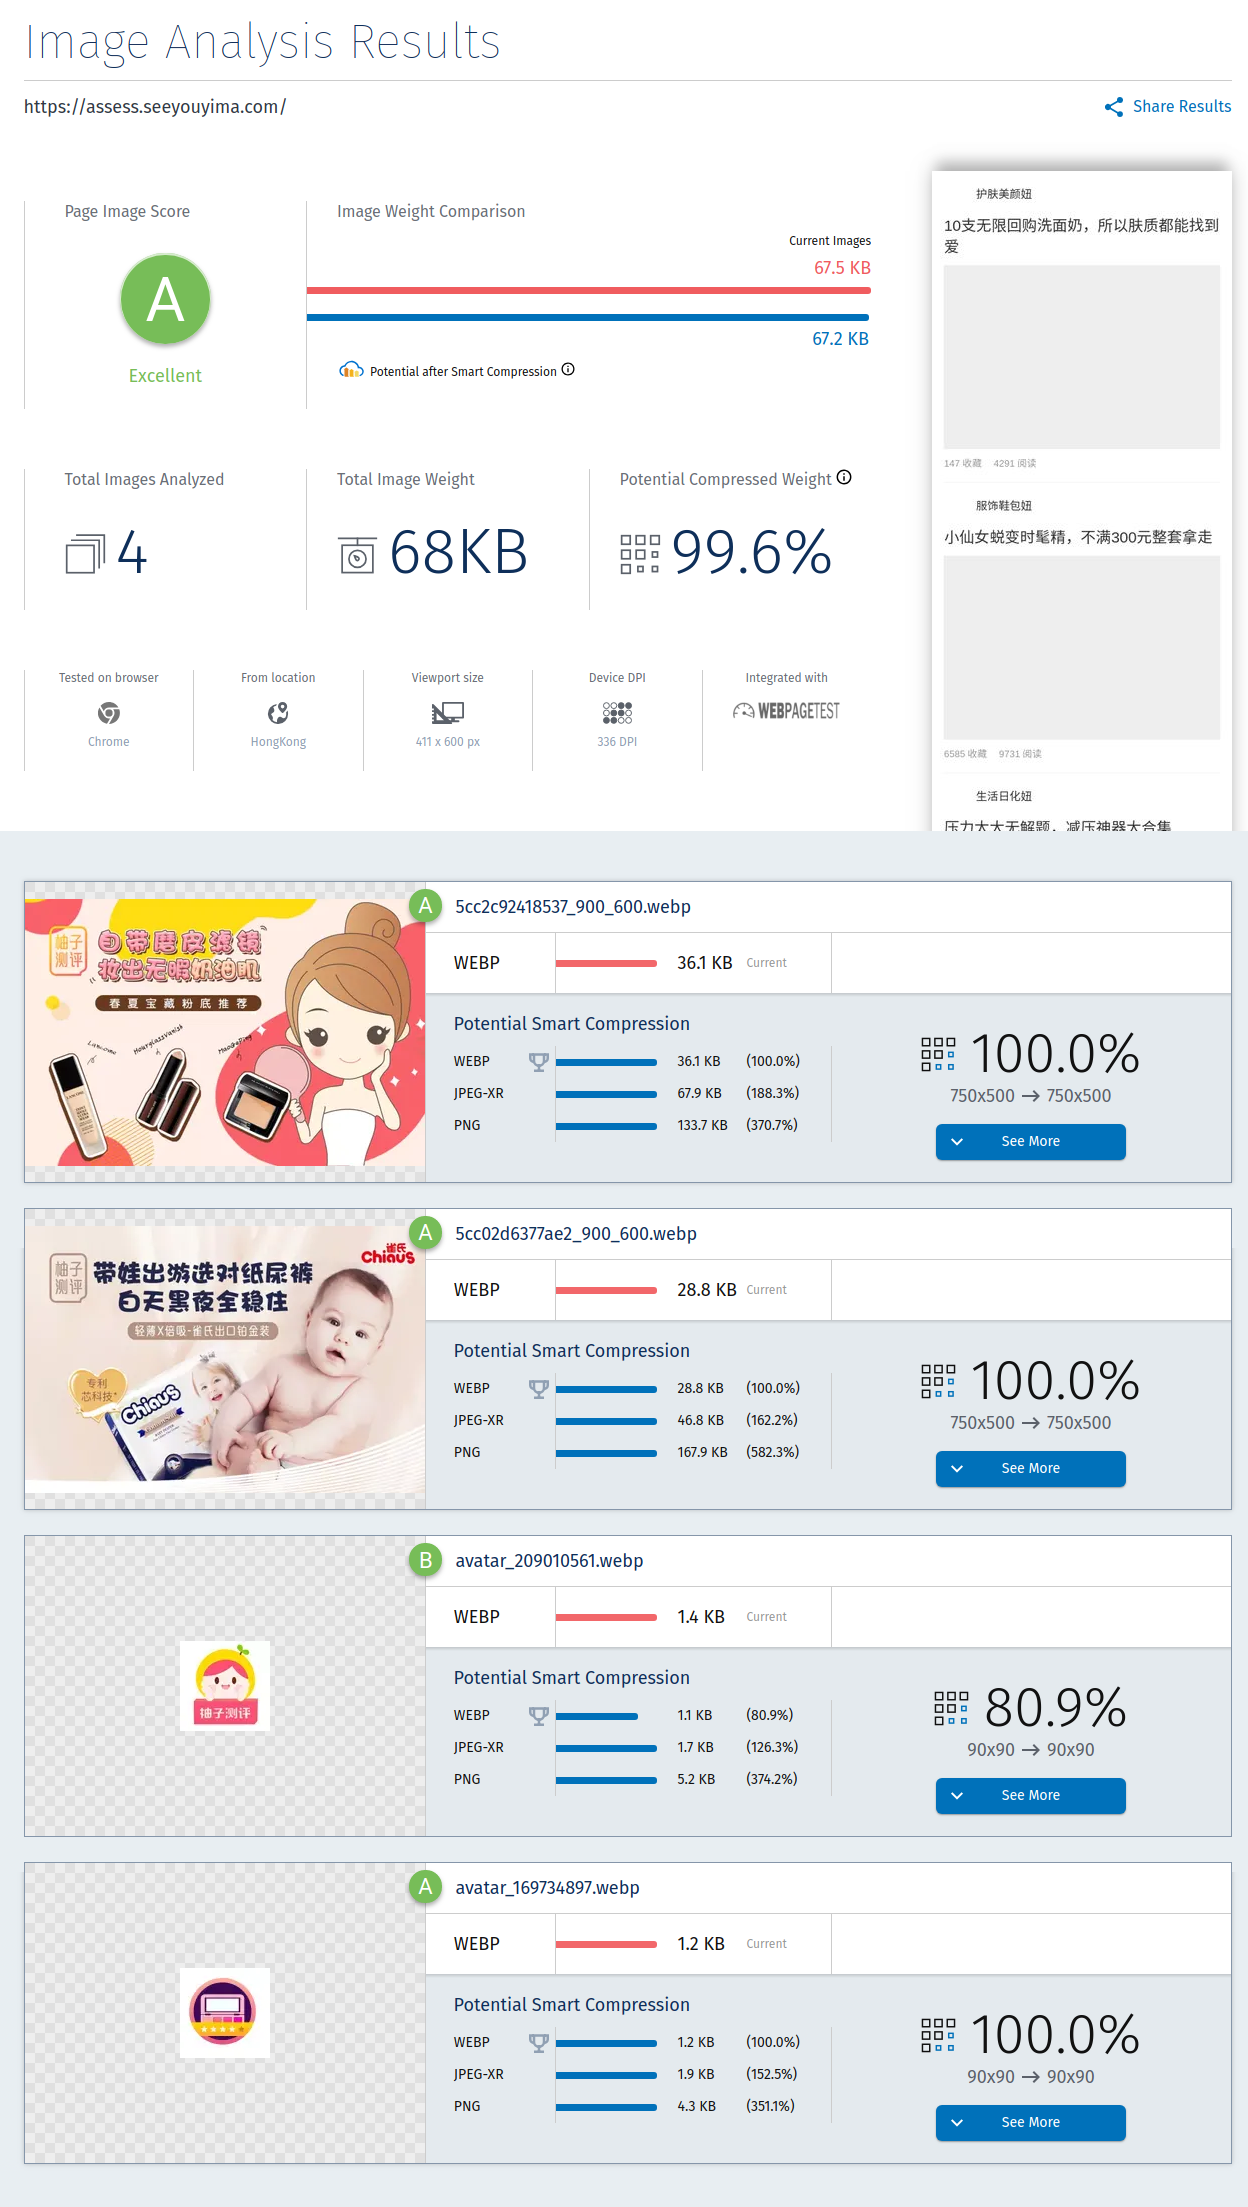 Image Analysis Results
https://assess.seeyouyima.com/
Share Results
Page Image Score
A
Excellent
Image Weight Comparison
Current Images
67.5 KB
67.2 KB
Potential after Smart Compression
Total Images Analyzed
4
Total Image Weight
68KB
Potential Compressed Weight
99.6%
Tested on browser
Chrome
From location
HongKong
Viewport size
411 x 600 px
Device DPI
336 DPI
Integrated with
WEBPAGETEST
护肤美颜妞
10支无限回购洗面奶，所以肤质都能找到
爱
147 收藏 4291 阅读
服饰鞋包妞
小仙女蜕变时髦精，不满300元整套拿走
6585 收藏 9731 阅读
生活日化妞
压力太大无解题，减压神器大合集
柚子
测评
自带磨皮滤镜
妆出无暇奶油肌
春夏宝藏粉底推荐
Lancome
HourglassVanish
MaogePing
A
5cc2c92418537_900_600.webp
WEBP
36.1 KB Current
Potential Smart Compression
WEBP 36.1 KB (100.0%)
JPEG-XR 67.9 KB (188.3%)
PNG 133.7 KB (370.7%)
100.0%
750x500 → 750x500
See More
柚子
测评
雀氏
Chiaus
带娃出游选对纸尿裤
白天黑夜全稳住
轻薄X倍吸-雀氏出口铂金装
专利
芯科技
Chiaus
A
5cc02d6377ae2_900_600.webp
WEBP
28.8 KB Current
Potential Smart Compression
WEBP 28.8 KB (100.0%)
JPEG-XR 46.8 KB (162.2%)
PNG 167.9 KB (582.3%)
100.0%
750x500 → 750x500
See More
柚子测评
B
avatar_209010561.webp
WEBP
1.4 KB Current
Potential Smart Compression
WEBP 1.1 KB (80.9%)
JPEG-XR 1.7 KB (126.3%)
PNG 5.2 KB (374.2%)
80.9%
90x90 → 90x90
See More
A
avatar_169734897.webp
WEBP
1.2 KB Current
Potential Smart Compression
WEBP 1.2 KB (100.0%)
JPEG-XR 1.9 KB (152.5%)
PNG 4.3 KB (351.1%)
100.0%
90x90 → 90x90
See More